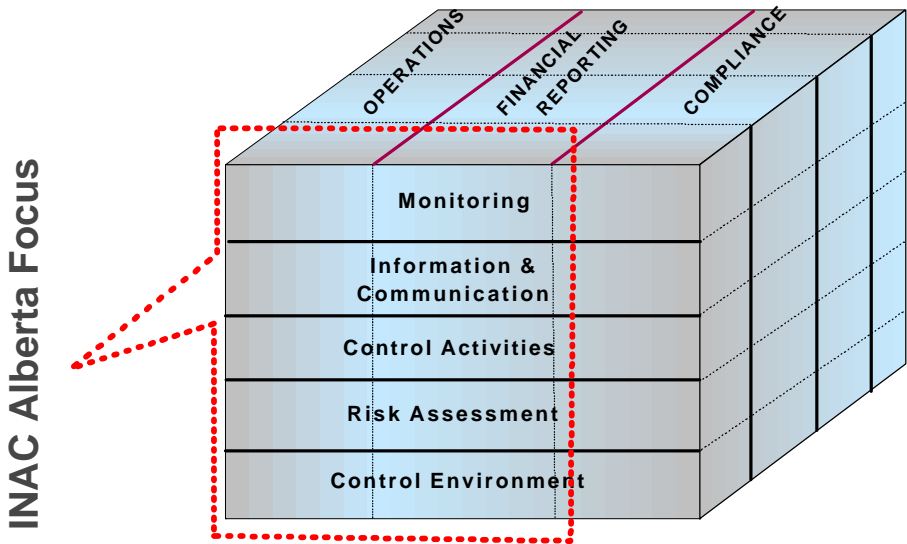 OPERATIONS
FINANCIAL
REPORTING
COMPLIANCE
INAC Alberta Focus
Monitoring
Information &
Communication
Control Activities
Risk Assessment
Control Environment